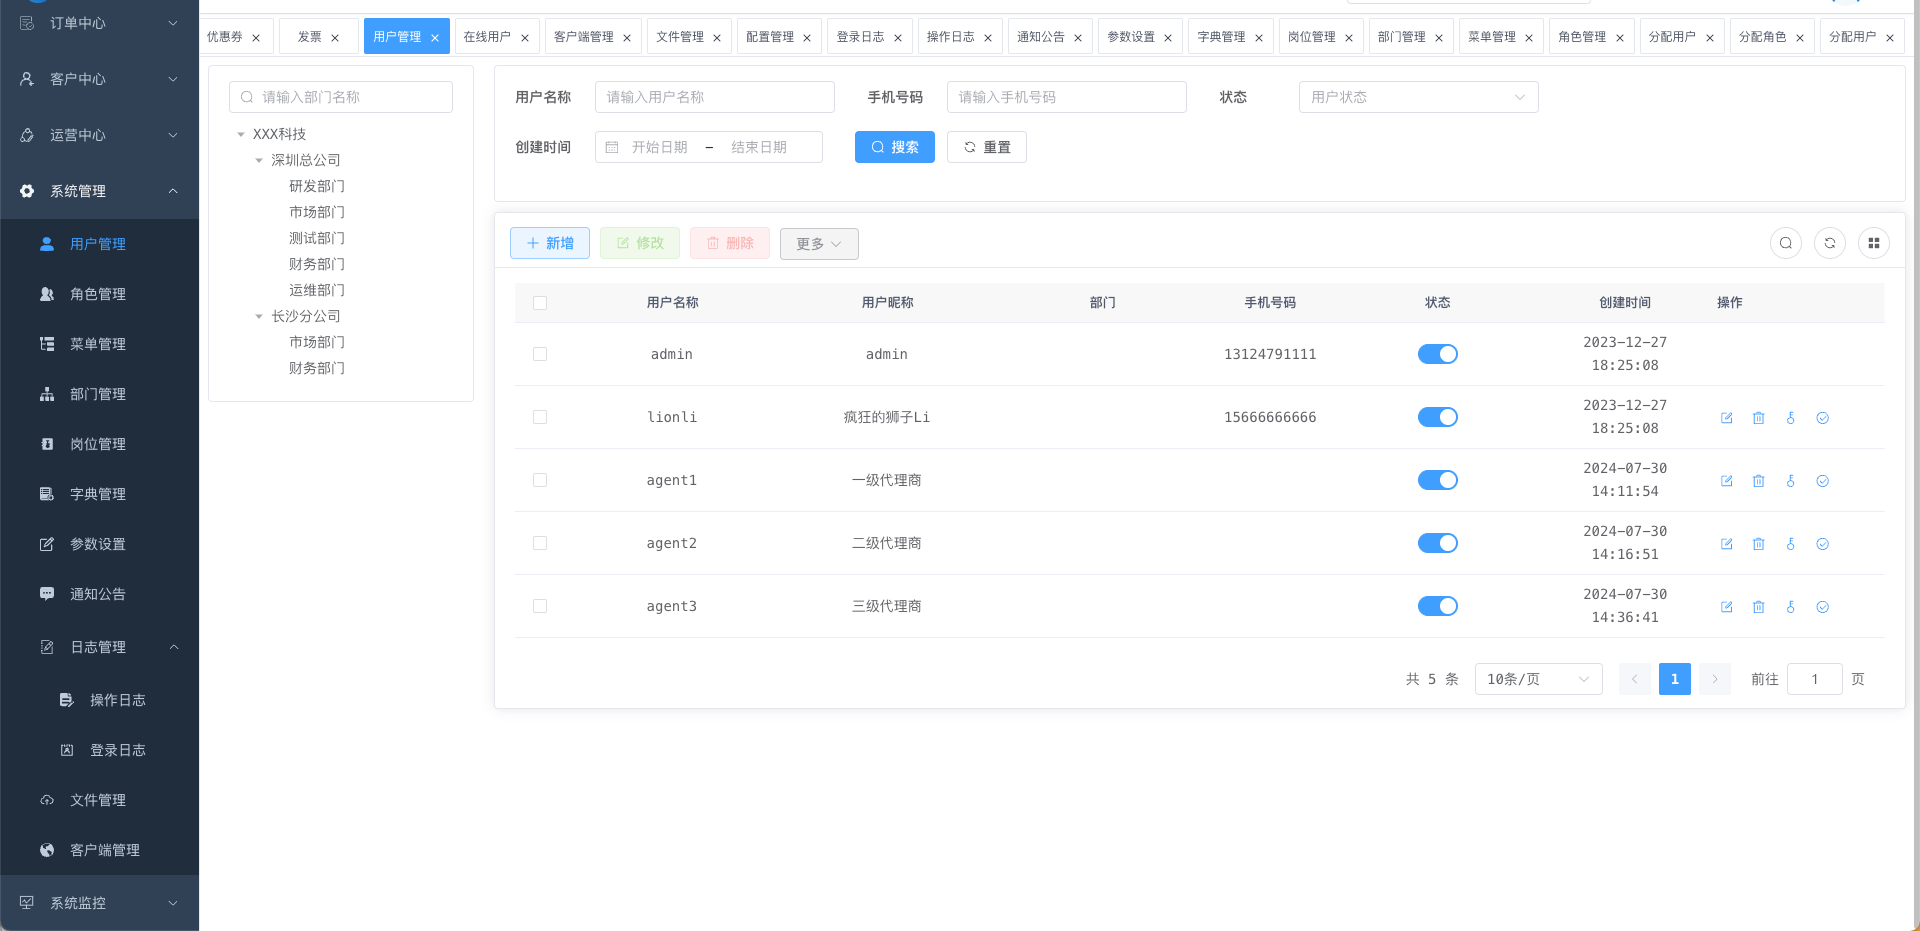 订单中心
客户中心
运营中心
系统管理
用户管理
角色管理
菜单管理
部门管理
岗位管理
字典管理
参数设置
通知公告
日志管理
操作日志
登录日志
文件管理
客户端管理
系统监控
优惠券 发票 用户管理 在线用户 客户端管理 文件管理 配置管理 登录日志 操作日志 通知公告 参数设置 字典管理 岗位管理 部门管理 菜单管理 角色管理 分配用户 分配角色 分配用户
请输入部门名称
XXX科技
深圳总公司
研发部门
市场部门
测试部门
财务部门
运维部门
长沙分公司
市场部门
财务部门
用户名称 请输入用户名称 手机号码 请输入手机号码 状态 用户状态
创建时间 开始日期 – 结束日期 搜索 重置
新增 修改 删除 更多
用户名称 用户昵称 部门 手机号码 状态 创建时间 操作
admin admin 13124791111 2023-12-27 18:25:08
lionli 疯狂的狮子Li 15666666666 2023-12-27 18:25:08
agent1 一级代理商 2024-07-30 14:11:54
agent2 二级代理商 2024-07-30 14:16:51
agent3 三级代理商 2024-07-30 14:36:41
共 5 条 10条/页 1 前往 1 页